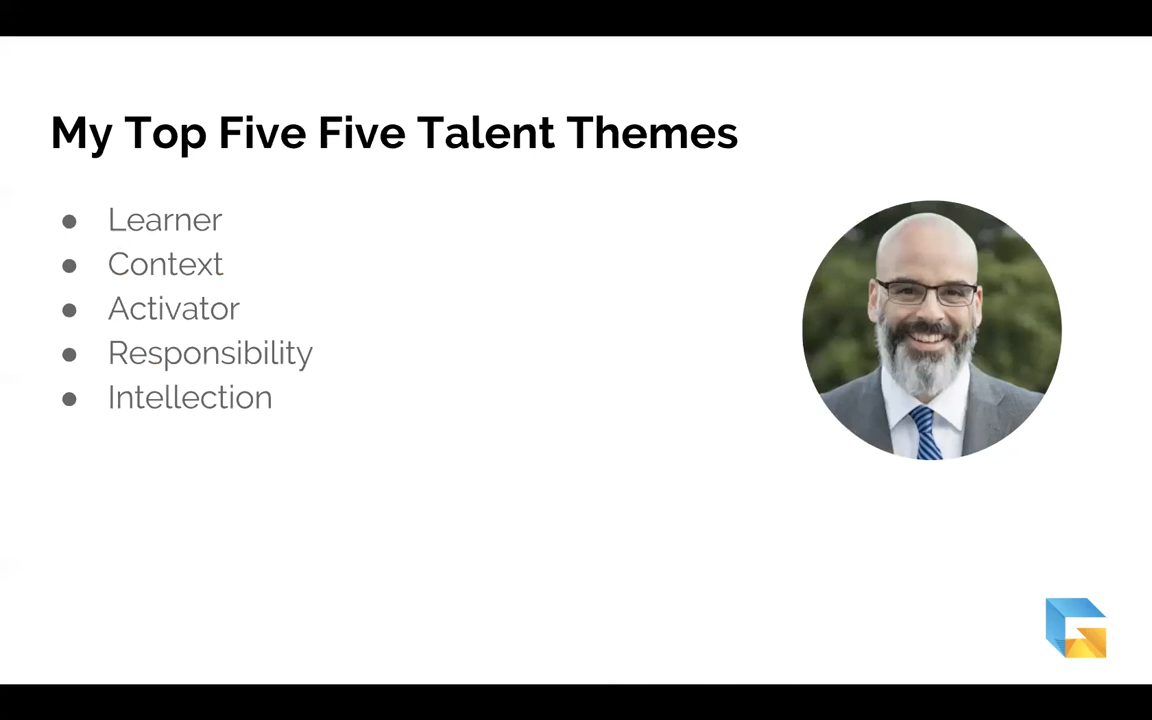 My Top Five Five Talent Themes
● Learner
● Context
● Activator
● Responsibility
● Intellection